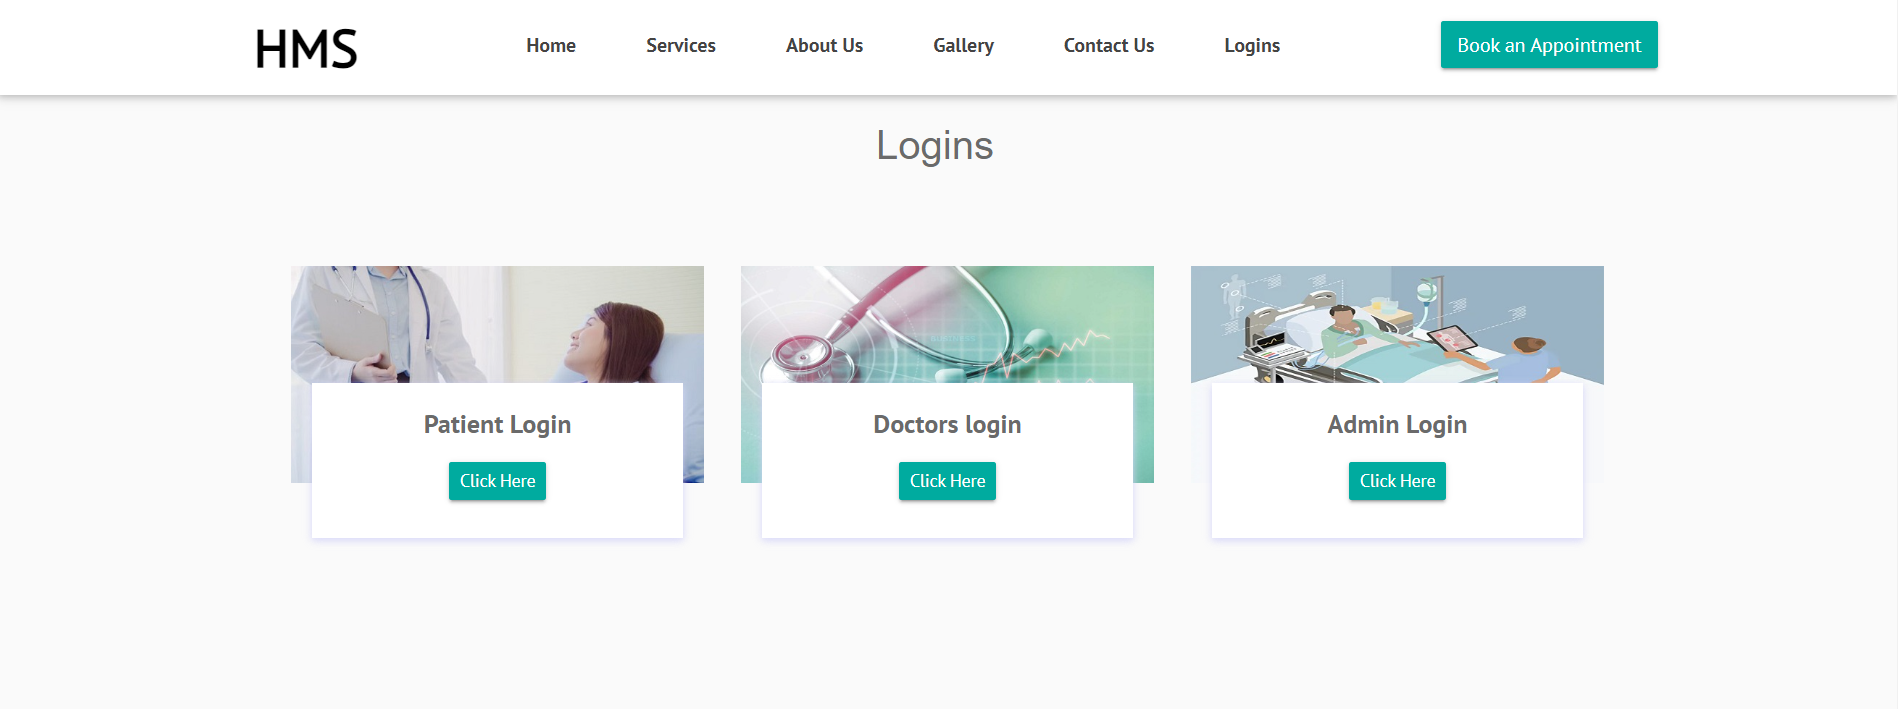 HMS
Home
Services
About Us
Gallery
Contact Us
Logins
Book an Appointment
Logins
Patient Login
Click Here
Doctors login
Click Here
Admin Login
Click Here